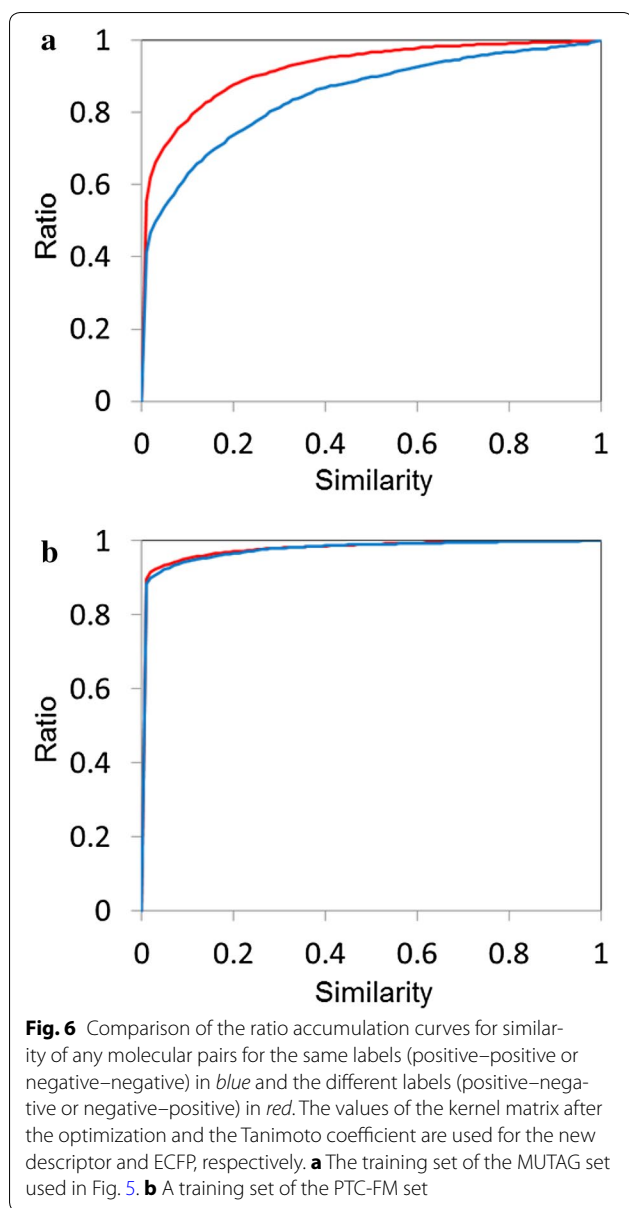 a
1
0.8
0.6
0.4
0.2
0
Ratio
0 0.2 0.4 0.6 0.8 1
Similarity
b
1
0.8
0.6
0.4
0.2
0
Ratio
0 0.2 0.4 0.6 0.8 1
Similarity
Fig. 6 Comparison of the ratio accumulation curves for similar-
ity of any molecular pairs for the same labels (positive–positive or
negative–negative) in blue and the different labels (positive–nega-
tive or negative–positive) in red. The values of the kernel matrix after
the optimization and the Tanimoto coefficient are used for the new
descriptor and ECFP, respectively. a The training set of the MUTAG set
used in Fig. 5. b A training set of the PTC-FM set